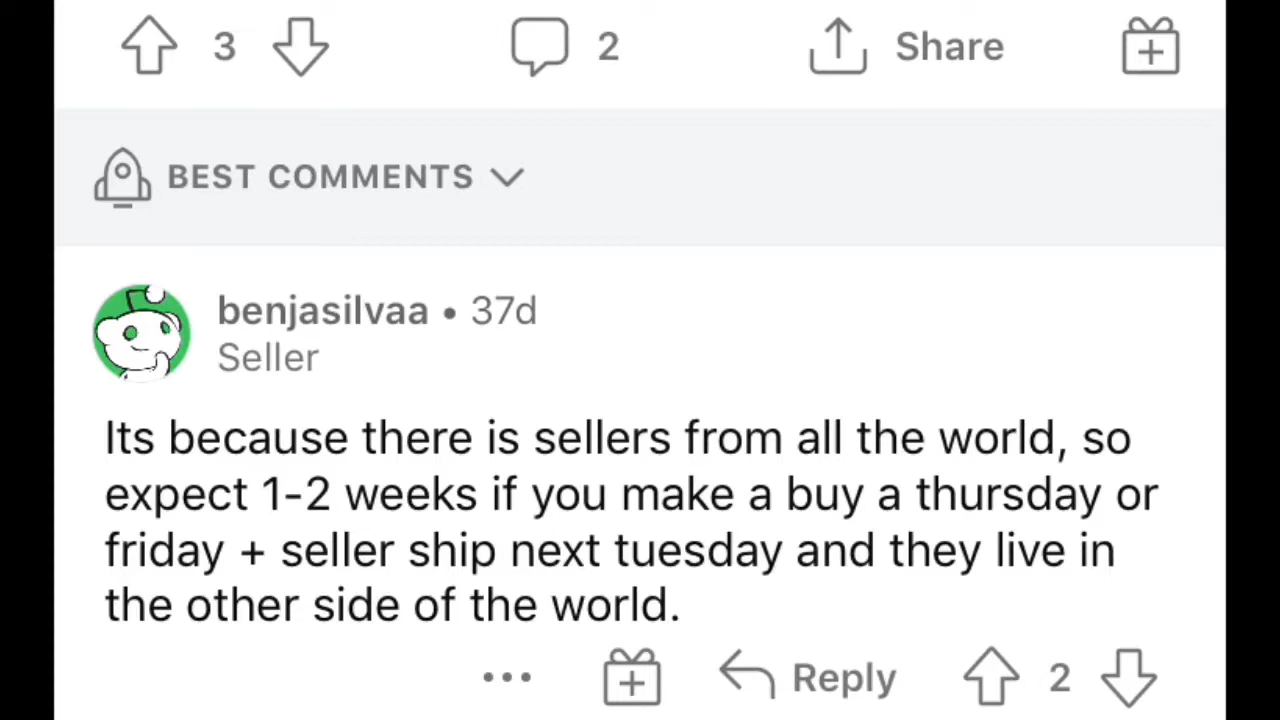 3 2 Share
BEST COMMENTS
benjasilvaa • 37d
Seller
Its because there is sellers from all the world, so
expect 1-2 weeks if you make a buy a thursday or
friday + seller ship next tuesday and they live in
the other side of the world.
Reply 2